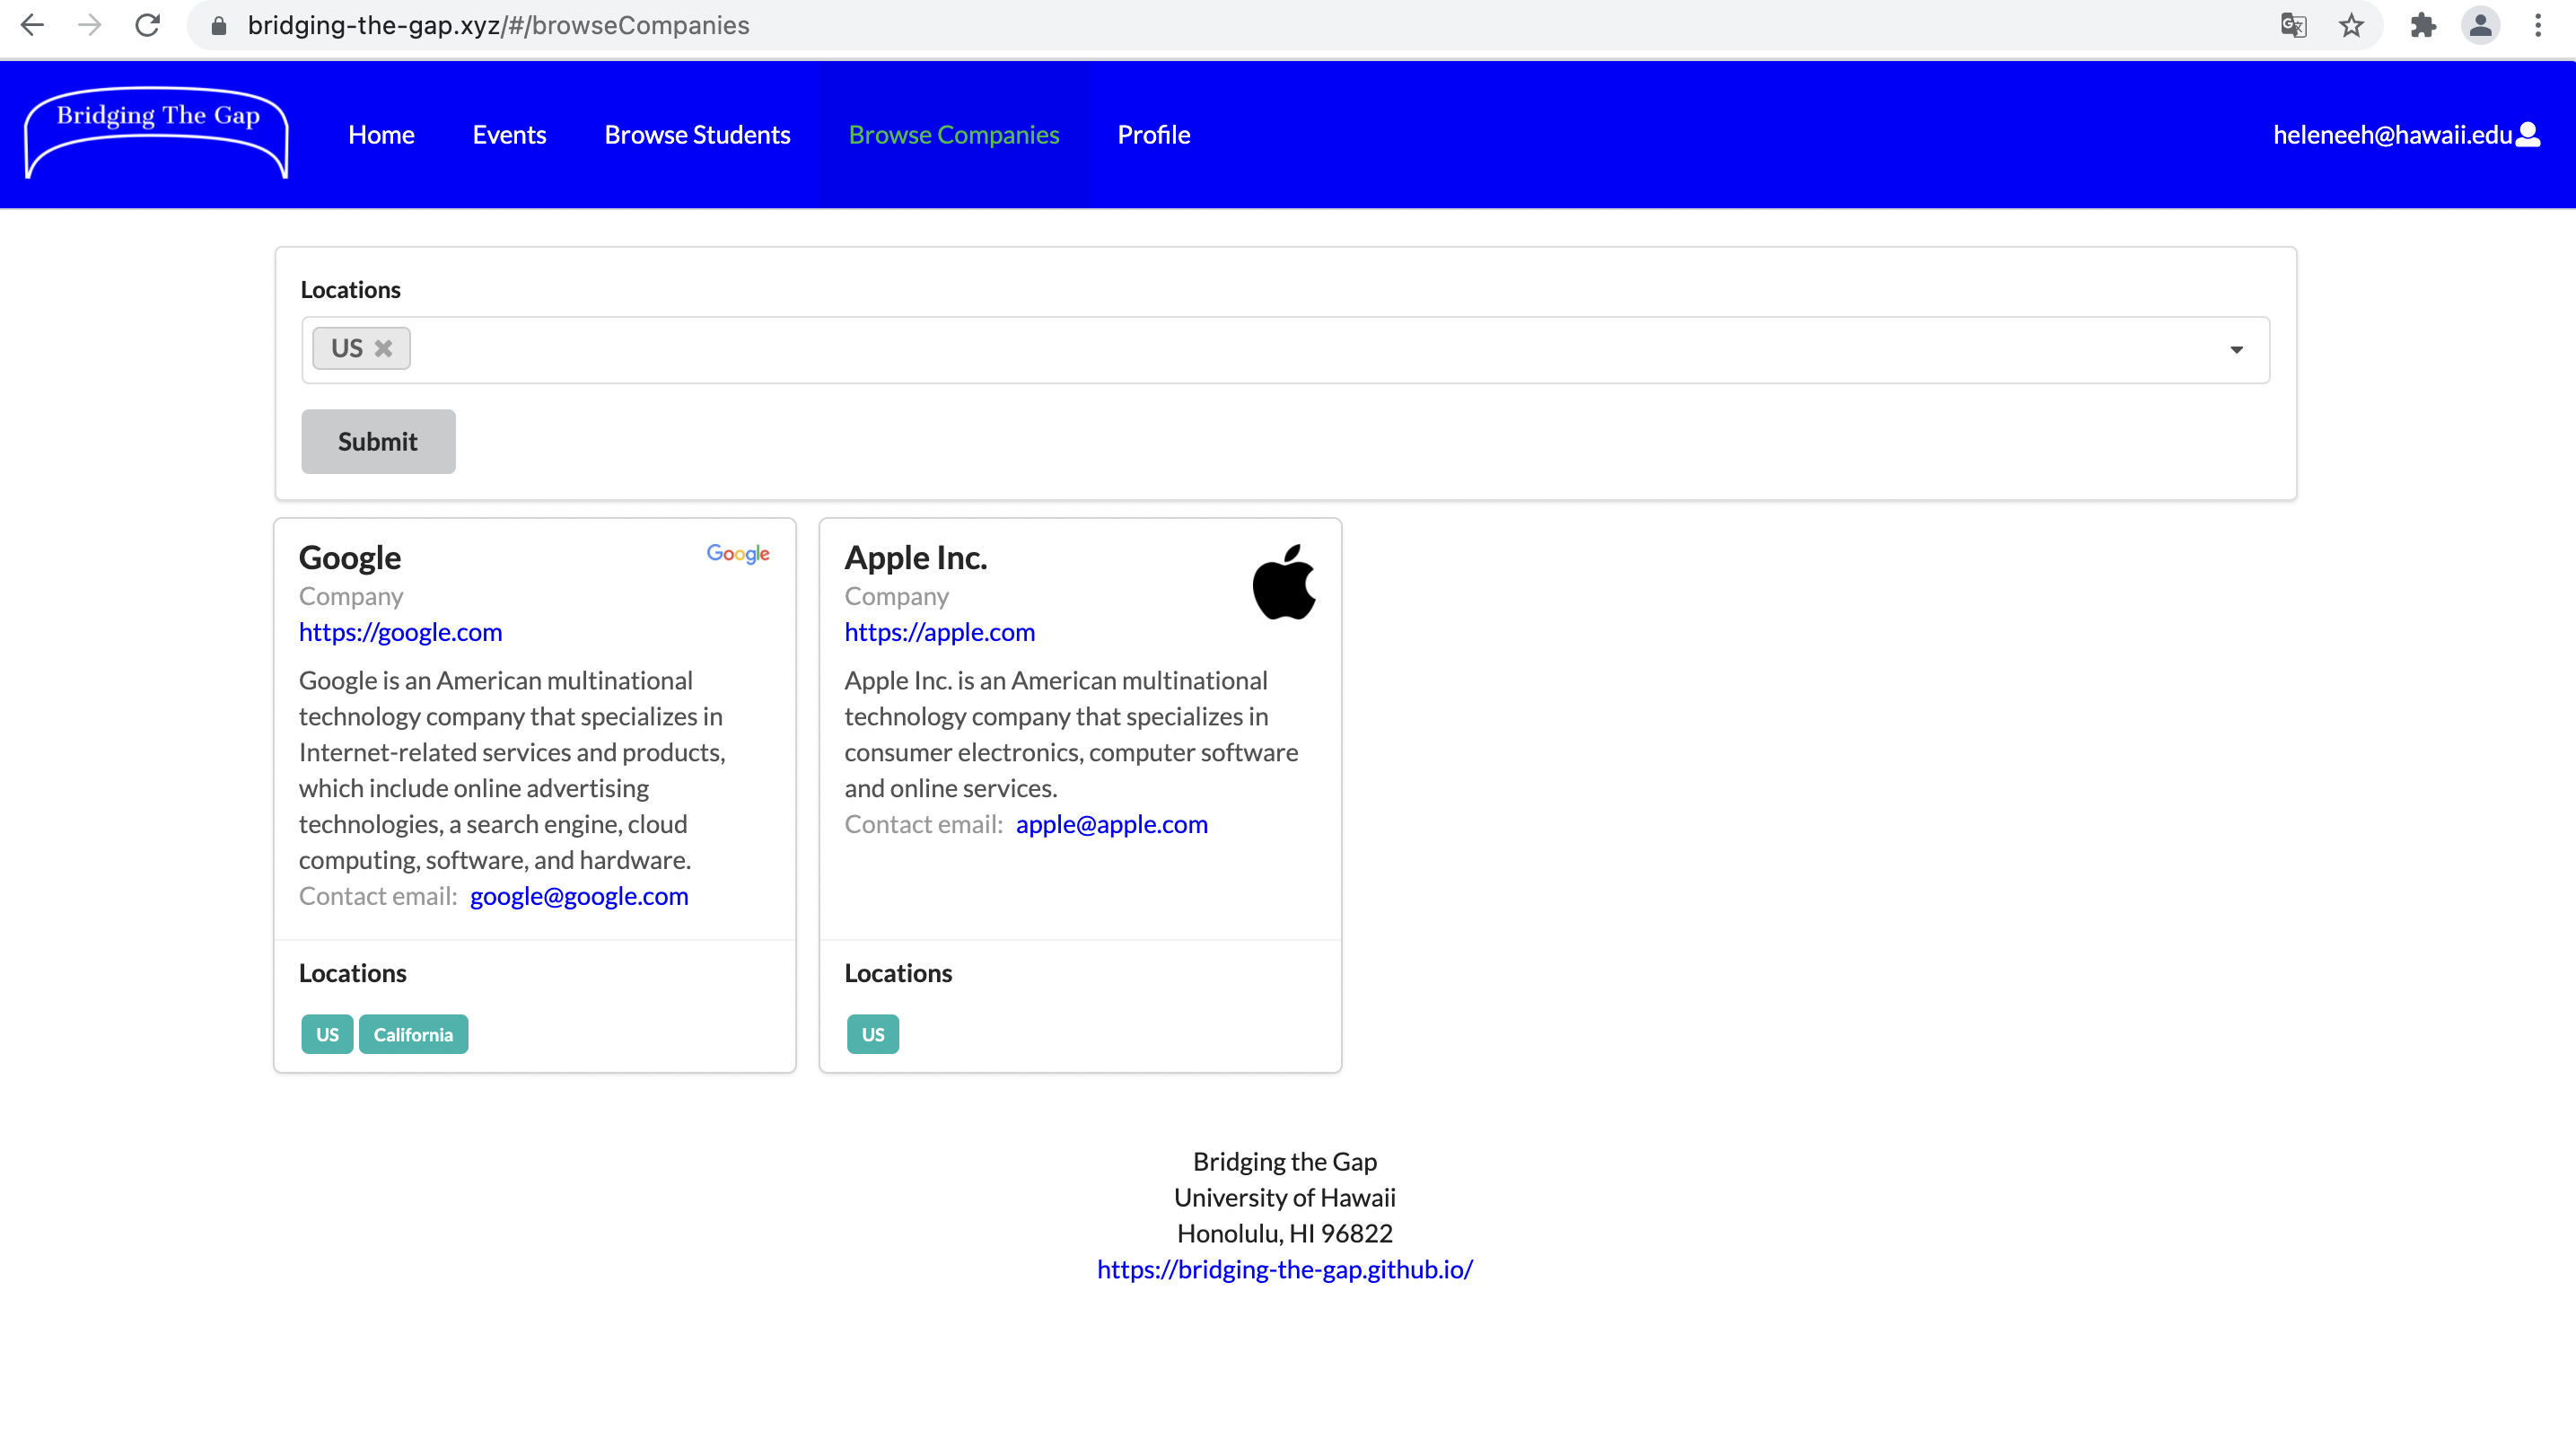 bridging-the-gap.xyz/#/browseCompanies
Bridging The Gap
Home
Events
Browse Students
Browse Companies
Profile
heleneeh@hawaii.edu
Locations
US
Submit
Google
Google
Company
https://google.com
Google is an American multinational
technology company that specializes in
Internet-related services and products,
which include online advertising
technologies, a search engine, cloud
computing, software, and hardware.
Contact email: google@google.com
Locations
US
California
Apple Inc.
Company
https://apple.com
Apple Inc. is an American multinational
technology company that specializes in
consumer electronics, computer software
and online services.
Contact email: apple@apple.com
Locations
US
Bridging the Gap
University of Hawaii
Honolulu, HI 96822
https://bridging-the-gap.github.io/